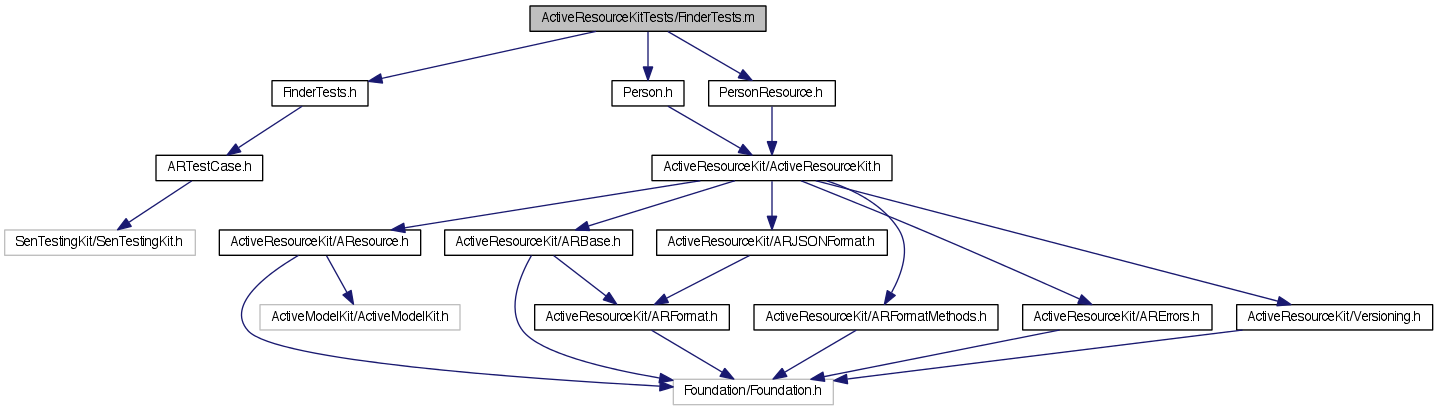 ActiveResourceKitTests/FinderTests.m
FinderTests.h
Person.h
PersonResource.h
ARTestCase.h
ActiveResourceKit/ActiveResourceKit.h
SenTestingKit/SenTestingKit.h
ActiveResourceKit/AResource.h
ActiveResourceKit/ARBase.h
ActiveResourceKit/ARJSONFormat.h
ActiveModelKit/ActiveModelKit.h
ActiveResourceKit/ARFormat.h
ActiveResourceKit/ARFormatMethods.h
ActiveResourceKit/ARErrors.h
ActiveResourceKit/Versioning.h
Foundation/Foundation.h